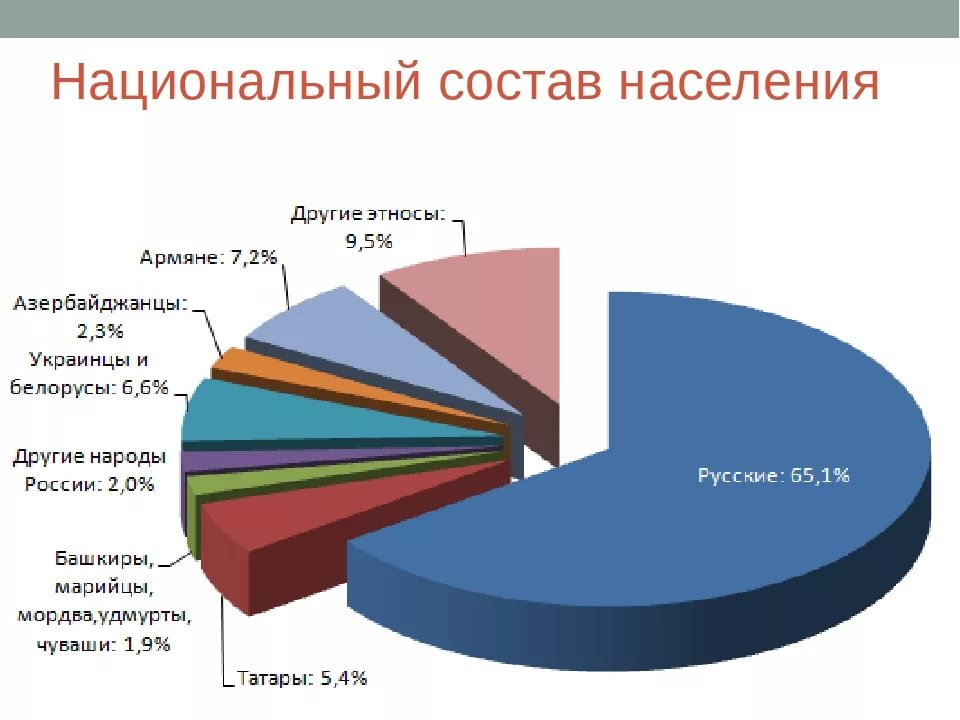 Национальный состав населения
Другие этносы:
9,5%
Армяне: 7,2%
Азербайджанцы:
2,3%
Украинцы и
белорусы: 6,6%
Другие народы
России: 2,0%
Русские: 65,1%
Башкиры,
марийцы,
мордва,удмурты,
чуваши: 1,9%
Татары: 5,4%